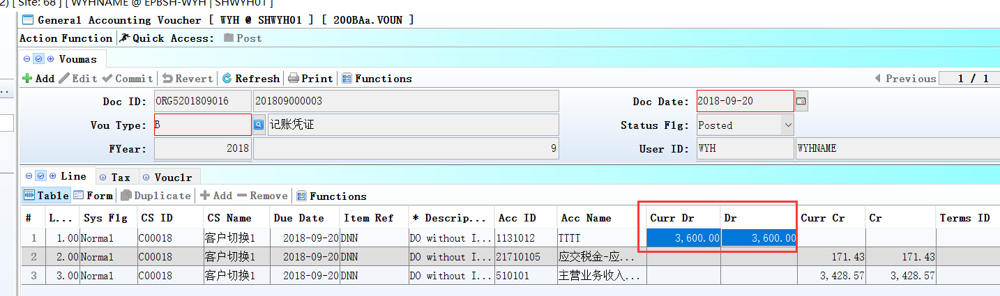 2) [ Site: 68 ] [ WYHNAME @ EPBSH-WYH | SHWYH01 ]
General Accounting Voucher [ WYH @ SHWYH01 ] [ 200BAa.VOUN ]
Action Function Quick Access: Post
Voumas
Add Edit Commit Revert Refresh Print Functions Previous 1 / 1
Doc ID: ORG5201809016 201809000003 Doc Date: 2018-09-20
Vou Type: B 记账凭证 Status Flg: Posted
FYear: 2018 9 User ID: WYH WYHNAME
Line Tax Vouclr
Table Form Duplicate Add Remove Functions
# L... Sys Flg CS ID CS Name Due Date Item Ref * Descrip... Acc ID Acc Name Curr Dr Dr Curr Cr Cr Terms ID
1 1.00 Normal C00018 客户切换1 2018-09-20 DNN DO without I... 1131012 TTTT 3,600.00 3,600.00
2 2.00 Normal C00018 客户切换1 2018-09-20 DNN DO without I... 21710105 应交税金-应... 171.43 171.43
3 3.00 Normal C00018 客户切换1 2018-09-20 DNN DO without I... 510101 主营业务收入... 3,428.57 3,428.57